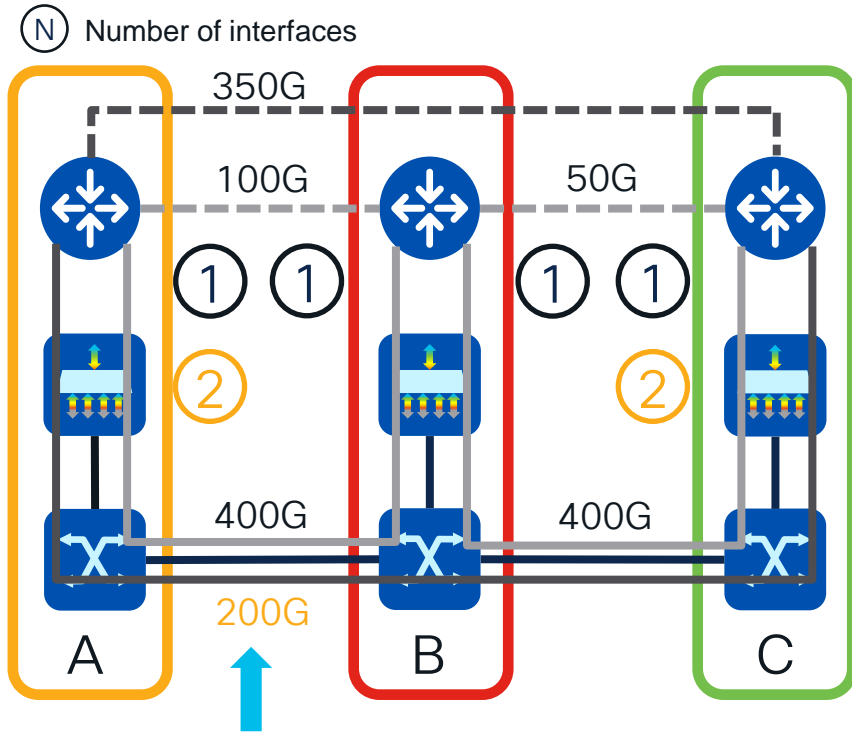 N Number of interfaces
350G
100G 50G
1 1 1 1
2 2
400G 400G
200G
A B C